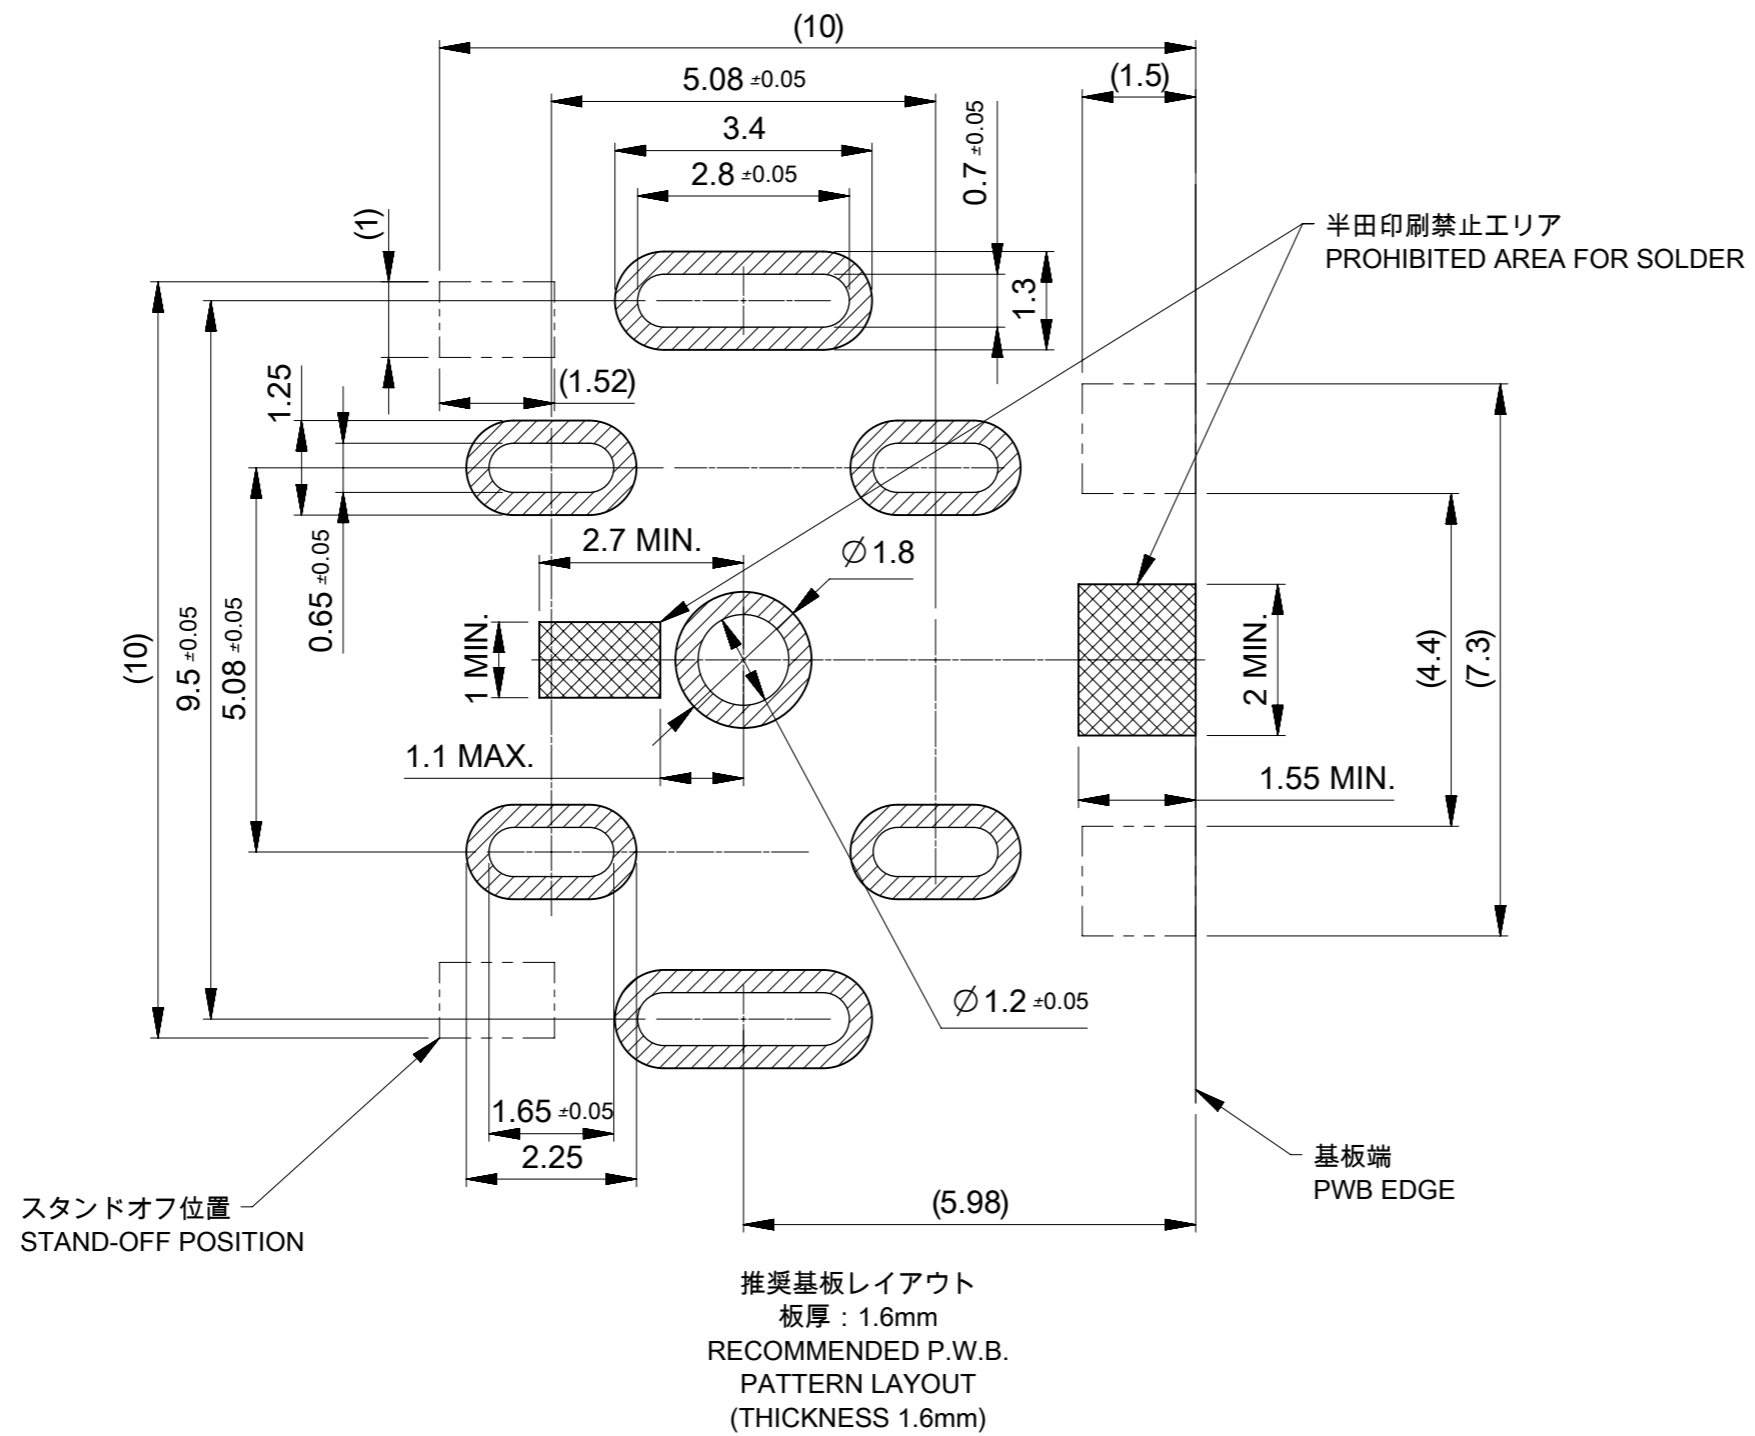 (10)
5.08 ±0.05
(1.5)
3.4
0.7 ±0.05
2.8 ±0.05
(1)
半田印刷禁止エリア
PROHIBITED AREA FOR SOLDER
1.3
1.25
(1.52)
0.65 ±0.05
2.7 MIN.
∅1.8
(10)
9.5 ±0.05
5.08 ±0.05
1 MIN.
2 MIN.
(4.4)
(7.3)
1.1 MAX.
1.55 MIN.
∅1.2 ±0.05
1.65 ±0.05
2.25
基板端
PWB EDGE
スタンドオフ位置
STAND-OFF POSITION
(5.98)
推奨基板レイアウト
板厚：1.6mm
RECOMMENDED P.W.B.
PATTERN LAYOUT
(THICKNESS 1.6mm)